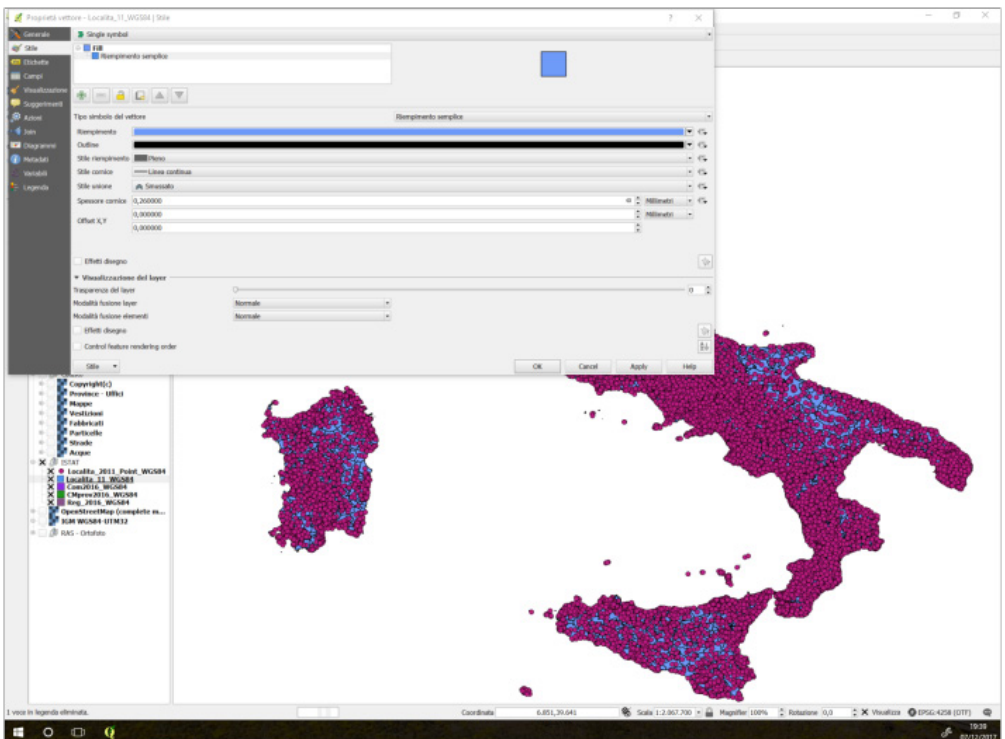 Proprietà vettore - Localita_11_WGS84 | Stile
Generale
Single symbol
Stile
Fill
Riempimento semplice
Etichette
Campi
Visualizzazione
Suggerimenti
Azioni
Tipo simbolo del vettore
Riempimento semplice
Join
Riempimento
Diagrammi
Outline
Metadati
Stile riempimento
Pieno
Variabili
Stile cornice
Linea continua
Legenda
Stile unione
Smussato
Spessore cornice
0,260000
Millimetri
Offset X,Y
0,000000
Millimetri
0,000000
Effetti disegno
Visualizzazione del layer
Trasparenza del layer
0
Modalità fusione layer
Normale
Modalità fusione elementi
Normale
Effetti disegno
Control feature rendering order
Stile
OK
Cancel
Apply
Help
Copyright(c)
Province - Uffici
Mappe
Vestizioni
Fabbricati
Particelle
Strade
Acque
ISTAT
Localita_2011_Point_WGS84
Localita_11_WGS84
Com2016_WGS84
CMprov2016_WGS84
Reg_2016_WGS84
OpenStreetMap (complete m...
IGM WGS84-UTM32
RAS - Ortofoto
1 voce in legenda eliminata.
Coordinata
6.851,39.641
Scala 1:2.067.700
Magnifier 100%
Rotazione 0,0
Visualizza
EPSG:4258 (OTF)
19:39
07/12/2017